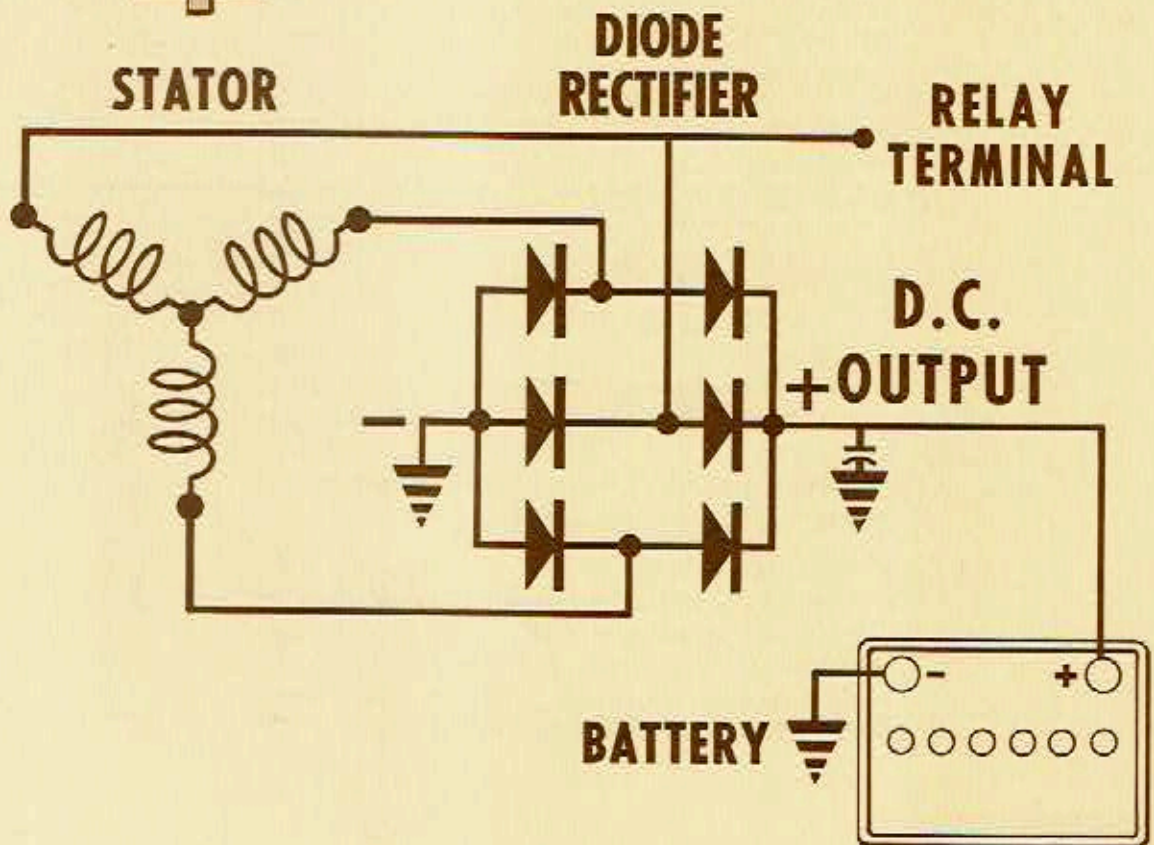 STATOR
DIODE
RECTIFIER
RELAY
TERMINAL
D.C.
+ OUTPUT
−
− +
BATTERY